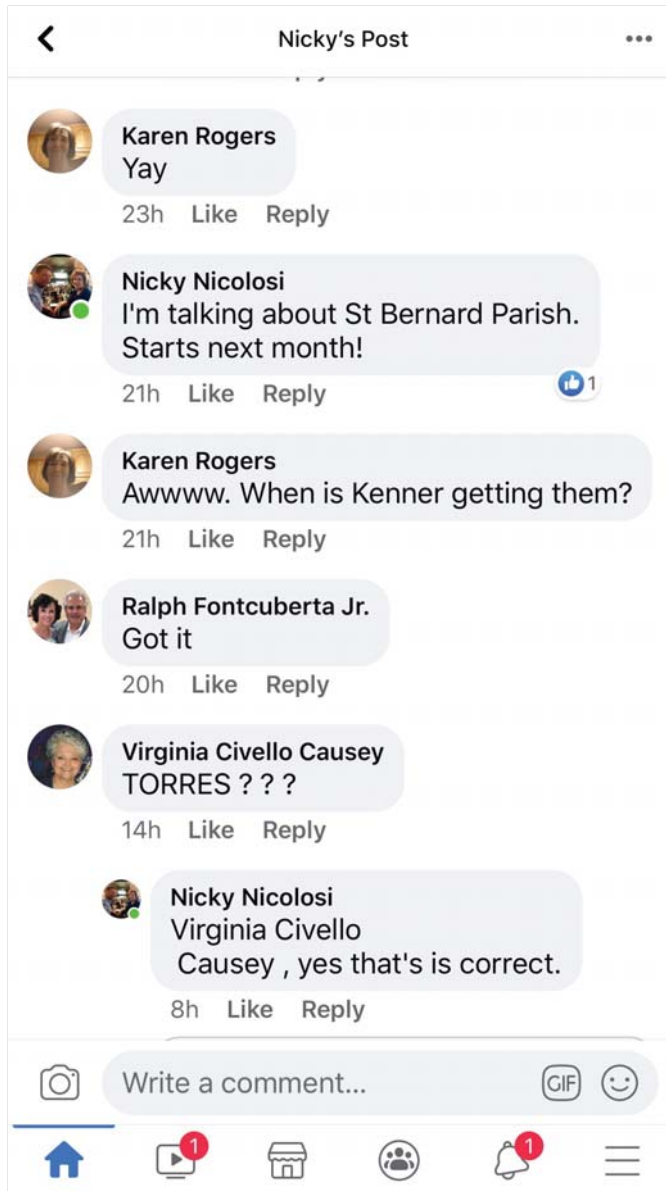 Nicky's Post
Karen Rogers
Yay
23h Like Reply
Nicky Nicolosi
I'm talking about St Bernard Parish.
Starts next month!
21h Like Reply 1
Karen Rogers
Awwww. When is Kenner getting them?
21h Like Reply
Ralph Fontcuberta Jr.
Got it
20h Like Reply
Virginia Civello Causey
TORRES ? ? ?
14h Like Reply
Nicky Nicolosi
Virginia Civello
Causey , yes that's is correct.
8h Like Reply
Write a comment...
GIF
1 1